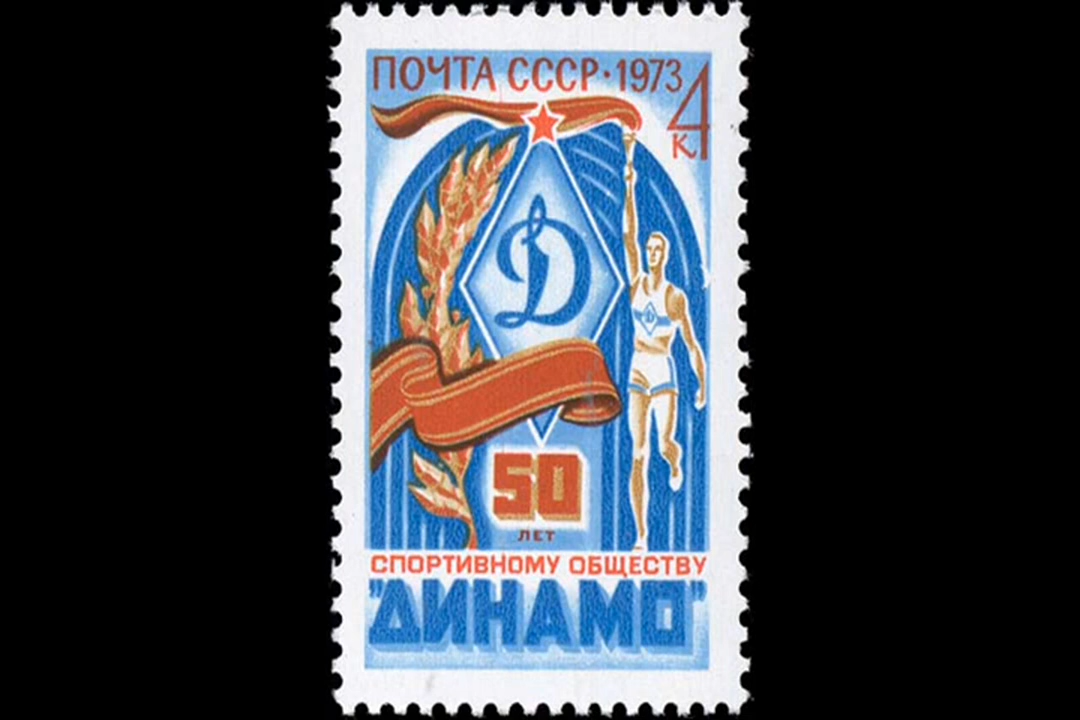 ПОЧТА СССР·1973
4
к
Д
Д
50
ЛЕТ
СПОРТИВНОМУ ОБЩЕСТВУ
"ДИНАМО"